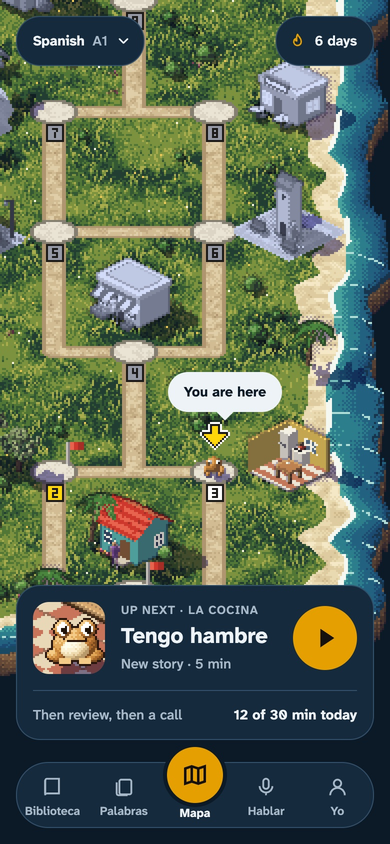 Spanish A1
6 days
7
8
5
6
4
You are here
2
3
UP NEXT · LA COCINA
Tengo hambre
New story · 5 min
Then review, then a call
12 of 30 min today
Biblioteca
Palabras
Mapa
Hablar
Yo